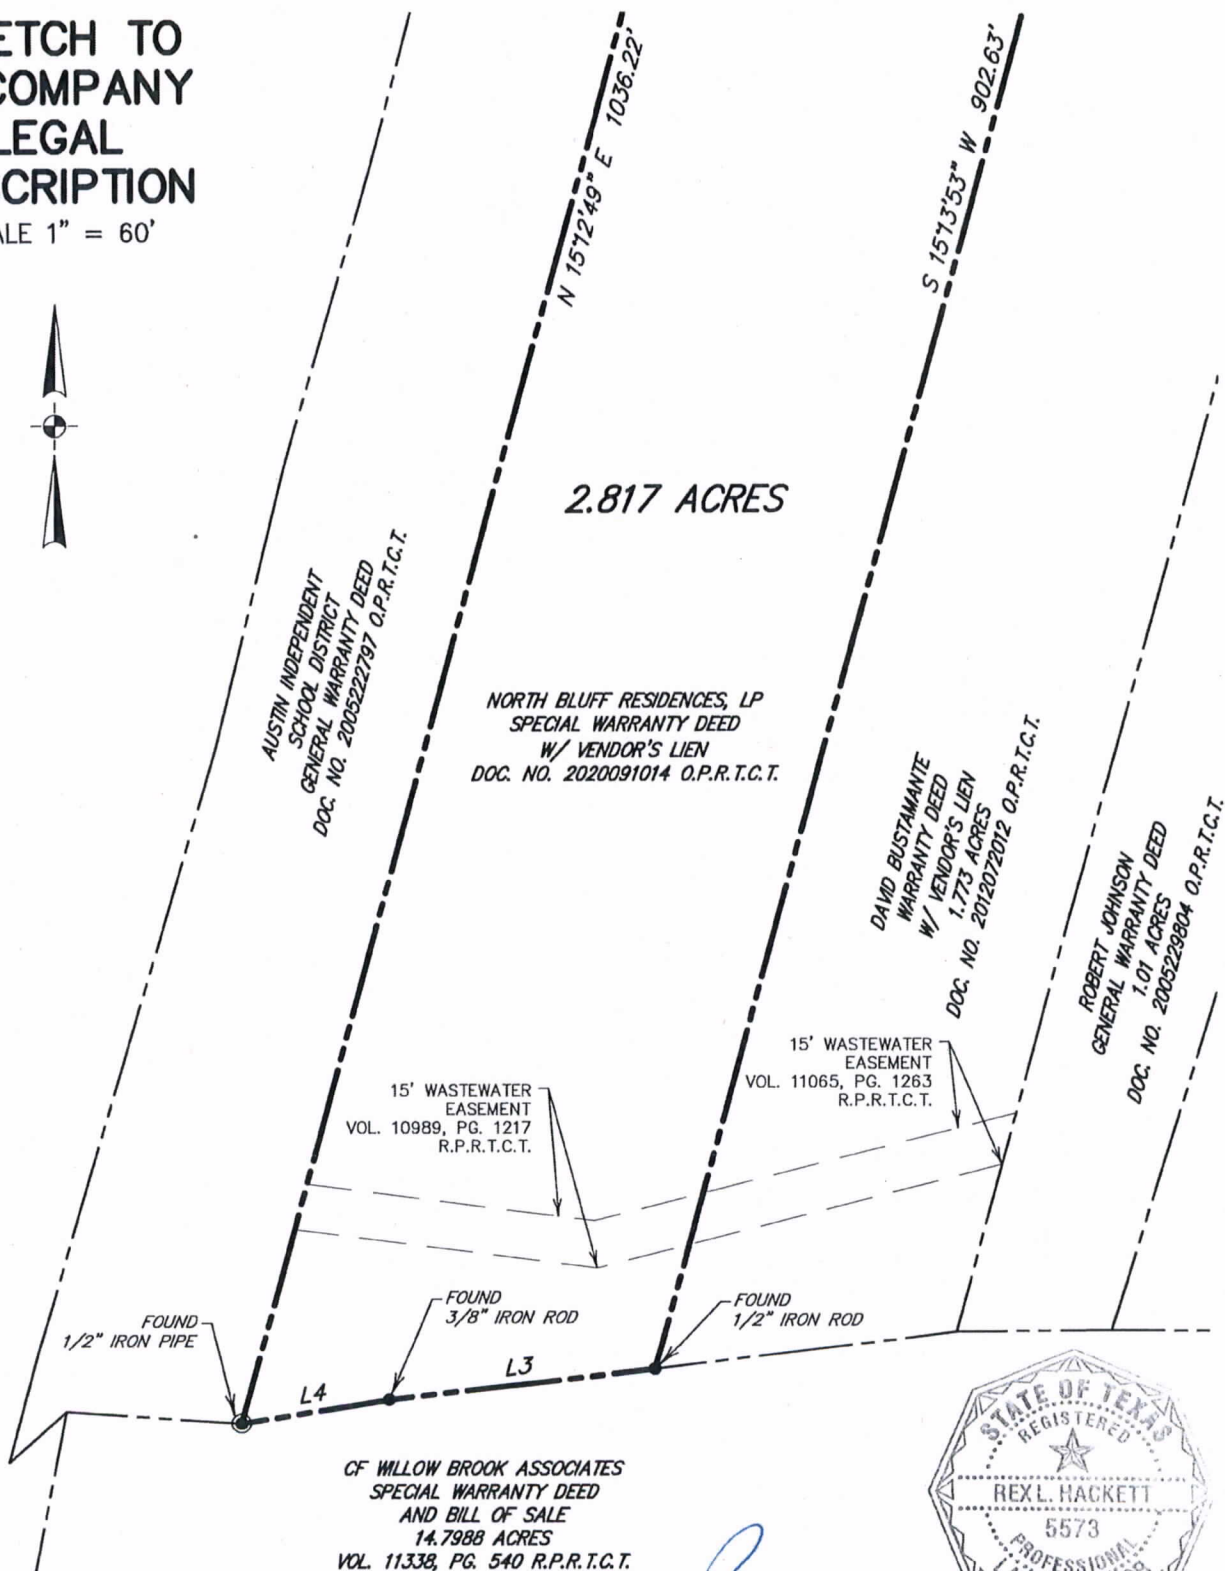 ETCH TO
COMPANY
LEGAL
CRIPTION
ALE 1" = 60'
N 15°12'49" E 1036.22'
S 15°13'53" W 902.63'
2.817 ACRES
AUSTIN INDEPENDENT
SCHOOL DISTRICT
GENERAL WARRANTY DEED
DOC. NO. 2005222797 O.P.R.T.C.T.
NORTH BLUFF RESIDENCES, LP
SPECIAL WARRANTY DEED
W/ VENDOR'S LIEN
DOC. NO. 2020091014 O.P.R.T.C.T.
DAVID BUSTAMANTE
WARRANTY DEED
W/ VENDOR'S LIEN
1.773 ACRES
DOC. NO. 2012072012 O.P.R.T.C.T.
ROBERT JOHNSON
GENERAL WARRANTY DEED
1.01 ACRES
DOC. NO. 2005229804 O.P.R.T.C.T.
15' WASTEWATER
EASEMENT
VOL. 11065, PG. 1263
R.P.R.T.C.T.
15' WASTEWATER
EASEMENT
VOL. 10989, PG. 1217
R.P.R.T.C.T.
FOUND
1/2" IRON PIPE
FOUND
3/8" IRON ROD
FOUND
1/2" IRON ROD
L4
L3
CF WILLOW BROOK ASSOCIATES
SPECIAL WARRANTY DEED
AND BILL OF SALE
14.7988 ACRES
VOL. 11338, PG. 540 R.P.R.T.C.T.
STATE OF TEXAS
REGISTERED
REX L. HACKETT
5573
PROFESSIONAL